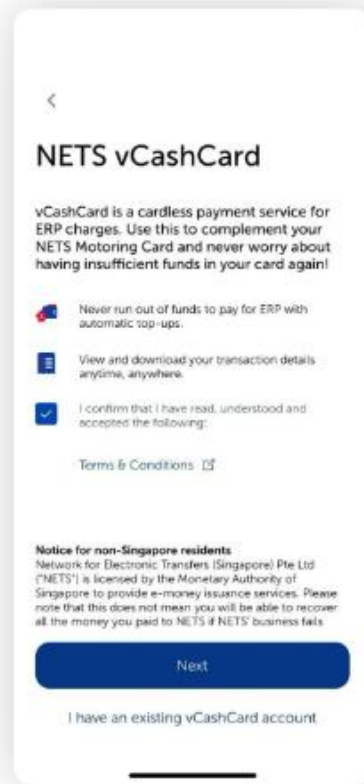 NETS vCashCard
vCashCard is a cardless payment service for
ERP charges. Use this to complement your
NETS Motoring Card and never worry about
having insufficient funds in your card again!
Never run out of funds to pay for ERP with
automatic top-ups.
View and download your transaction details
anytime, anywhere.
I confirm that I have read, understood and
accepted the following:
Terms & Conditions
Notice for non-Singapore residents
Network for Electronic Transfers (Singapore) Pte Ltd
("NETS") is licensed by the Monetary Authority of
Singapore to provide e-money issuance services. Please
note that this does not mean you will be able to recover
all the money you paid to NETS if NETS' business fails
Next
I have an existing vCashCard account